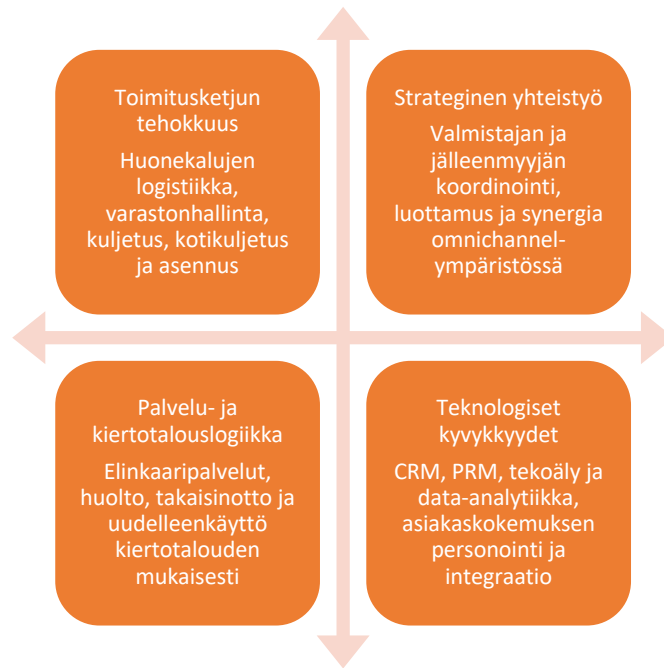 Toimitusketjun
tehokkuus
Huonekalujen
logistiikka,
varastonhallinta,
kuljetus, kotikuljetus
ja asennus
Strateginen yhteistyö
Valmistajan ja
jälleenmyyjän
koordinointi,
luottamus ja synergia
omnichannel-
ympäristössä
Palvelu- ja
kiertotalouslogiikka
Elinkaaripalvelut,
huolto, takaisinotto ja
uudelleenkäyttö
kiertotalouden
mukaisesti
Teknologiset
kyvykkyydet
CRM, PRM, tekoäly ja
data-analytiikka,
asiakaskokemuksen
personointi ja
integraatio